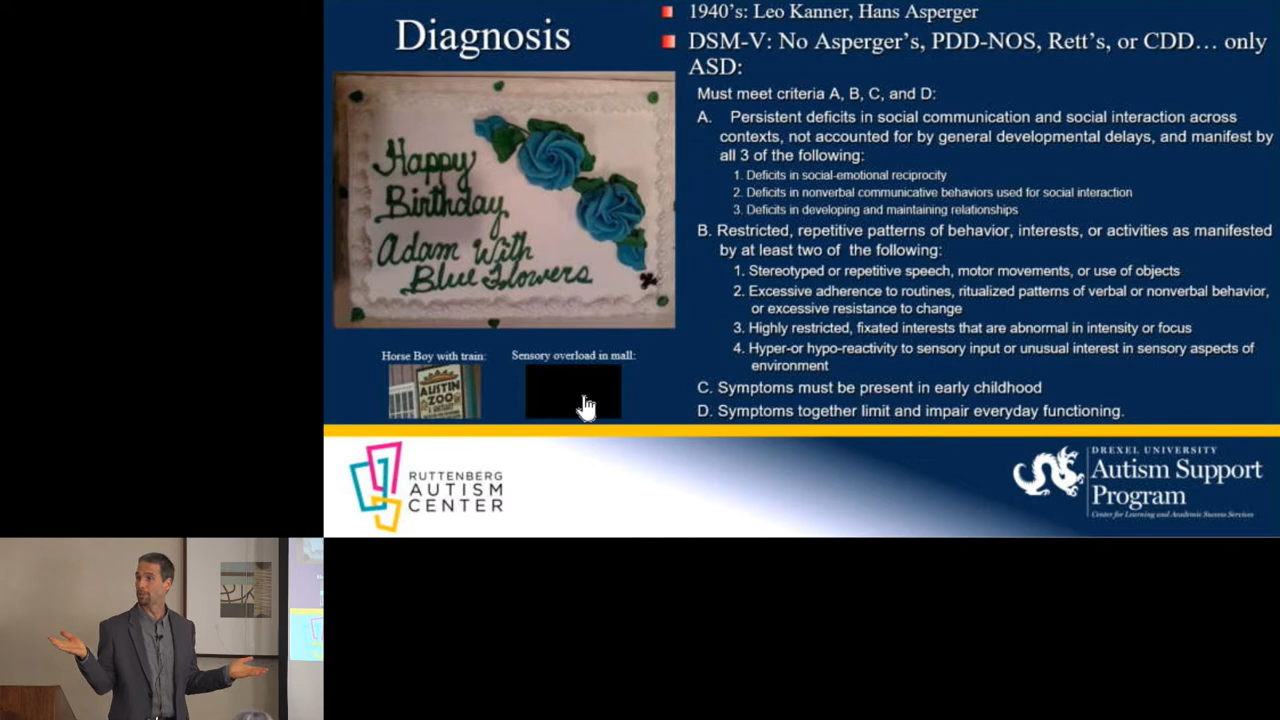 Diagnosis
1940's: Leo Kanner, Hans Asperger
DSM-V: No Asperger's, PDD-NOS, Rett's, or CDD… only
ASD:
Must meet criteria A, B, C, and D:
A. Persistent deficits in social communication and social interaction across
contexts, not accounted for by general developmental delays, and manifest by
all 3 of the following:
1. Deficits in social-emotional reciprocity
2. Deficits in nonverbal communicative behaviors used for social interaction
3. Deficits in developing and maintaining relationships
B. Restricted, repetitive patterns of behavior, interests, or activities as manifested
by at least two of the following:
1. Stereotyped or repetitive speech, motor movements, or use of objects
2. Excessive adherence to routines, ritualized patterns of verbal or nonverbal behavior,
or excessive resistance to change
3. Highly restricted, fixated interests that are abnormal in intensity or focus
4. Hyper-or hypo-reactivity to sensory input or unusual interest in sensory aspects of
environment
C. Symptoms must be present in early childhood
D. Symptoms together limit and impair everyday functioning.
Happy
Birthday
Adam With
Blue Flowers
Horse Boy with train:
Sensory overload in mall:
AUSTIN
ZOO
RUTTENBERG
AUTISM
CENTER
DREXEL UNIVERSITY
Autism Support
Program
Center for Learning and Academic Success Services